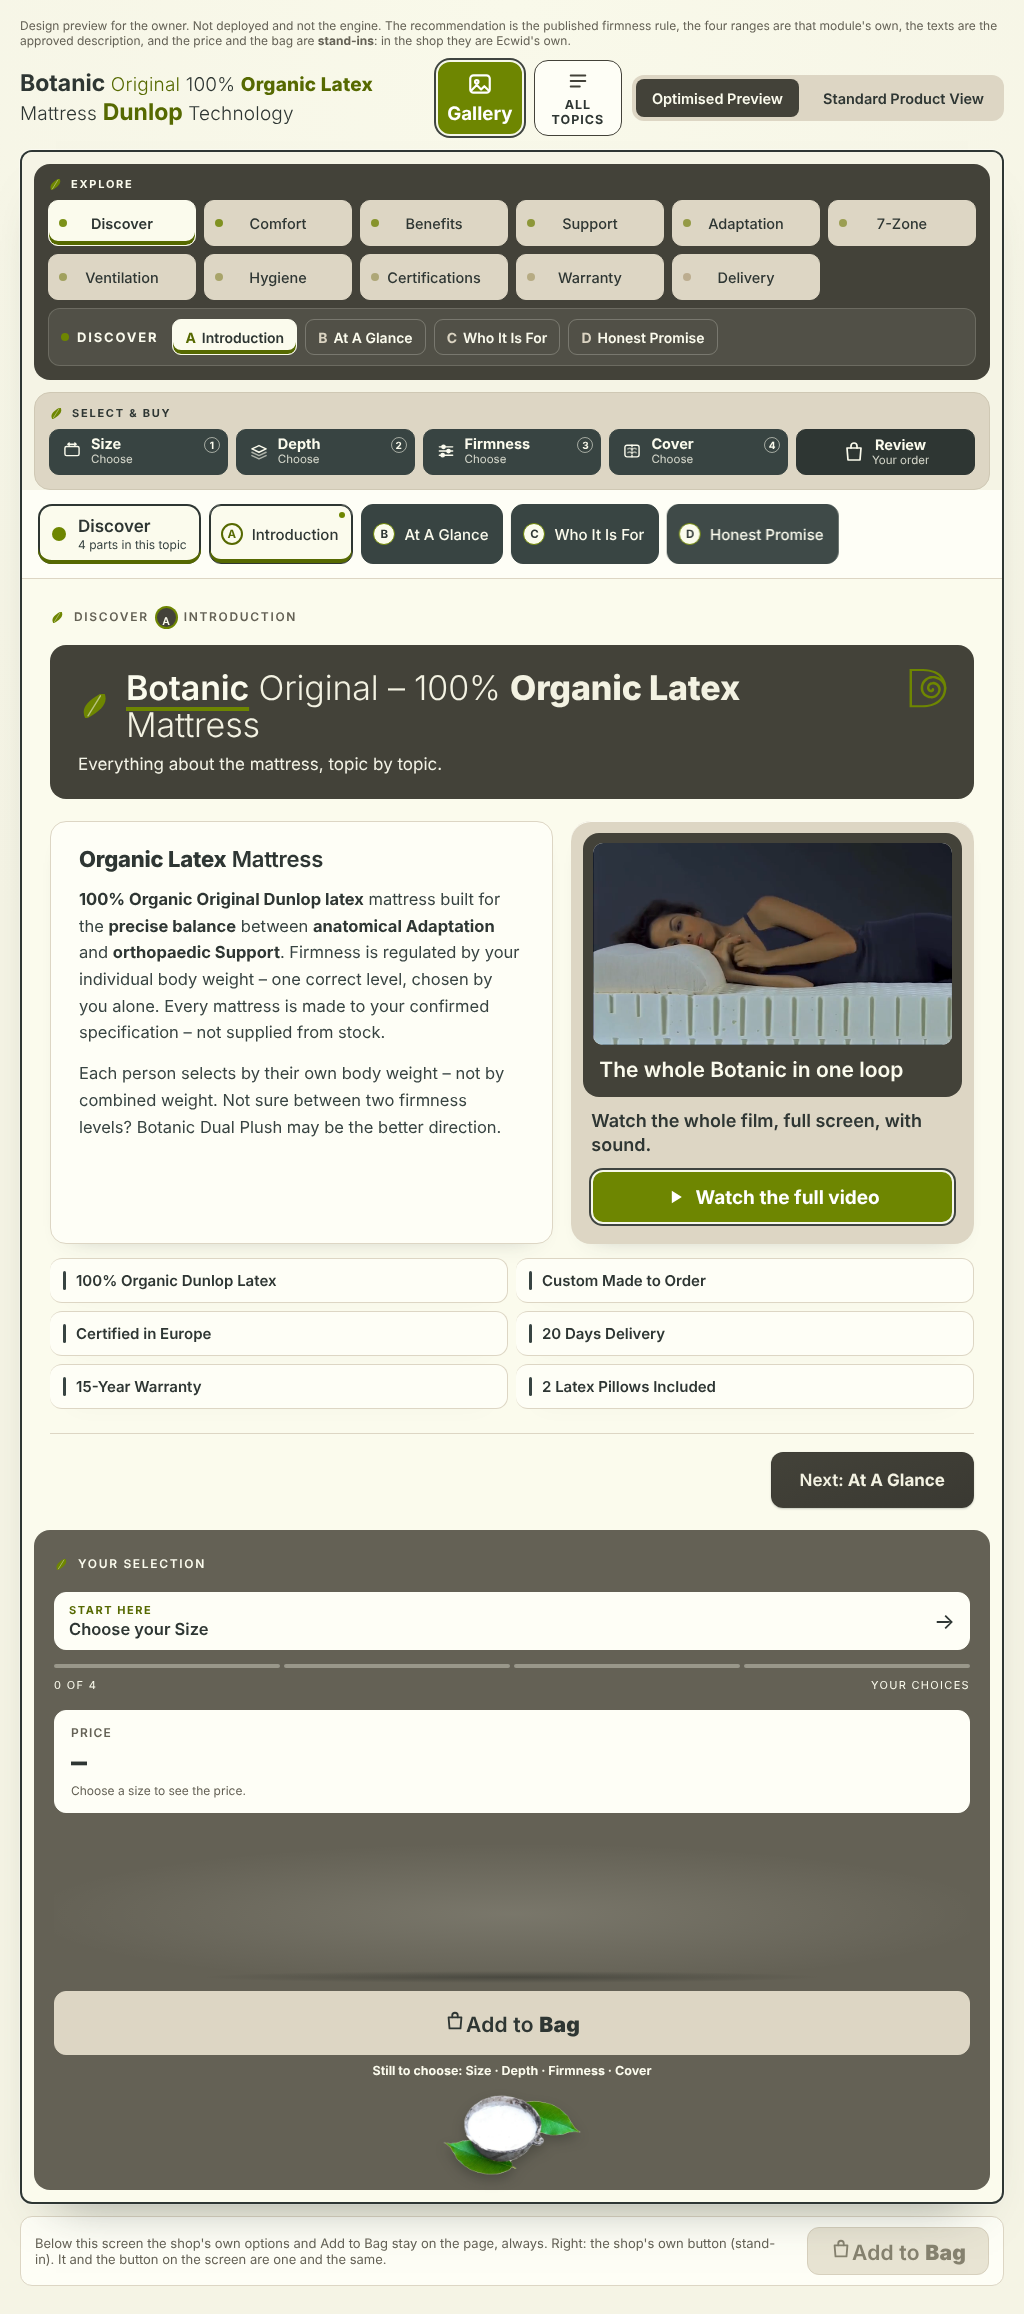 Design preview for the owner. Not deployed and not the engine. The recommendation is the published firmness rule, the four ranges are that module's own, the texts are the
approved description, and the price and the bag are stand-ins: in the shop they are Ecwid's own.
Botanic Original 100% Organic Latex
Mattress Dunlop Technology
Gallery
ALL
TOPICS
Optimised Preview
Standard Product View
EXPLORE
Discover
Comfort
Benefits
Support
Adaptation
7-Zone
Ventilation
Hygiene
Certifications
Warranty
Delivery
DISCOVER
A Introduction
B At A Glance
C Who It Is For
D Honest Promise
SELECT & BUY
Size
Choose
1
Depth
Choose
2
Firmness
Choose
3
Cover
Choose
4
Review
Your order
Discover
4 parts in this topic
A Introduction
B At A Glance
C Who It Is For
D Honest Promise
DISCOVER A INTRODUCTION
Botanic Original – 100% Organic Latex
Mattress
Everything about the mattress, topic by topic.
Organic Latex Mattress
100% Organic Original Dunlop latex mattress built for
the precise balance between anatomical Adaptation
and orthopaedic Support. Firmness is regulated by your
individual body weight – one correct level, chosen by
you alone. Every mattress is made to your confirmed
specification – not supplied from stock.
Each person selects by their own body weight – not by
combined weight. Not sure between two firmness
levels? Botanic Dual Plush may be the better direction.
The whole Botanic in one loop
Watch the whole film, full screen, with
sound.
Watch the full video
100% Organic Dunlop Latex
Custom Made to Order
Certified in Europe
20 Days Delivery
15-Year Warranty
2 Latex Pillows Included
Next: At A Glance
YOUR SELECTION
START HERE
Choose your Size
0 OF 4
YOUR CHOICES
PRICE
–
Choose a size to see the price.
Add to Bag
Still to choose: Size · Depth · Firmness · Cover
Below this screen the shop's own options and Add to Bag stay on the page, always. Right: the shop's own button (stand-
in). It and the button on the screen are one and the same.
Add to Bag